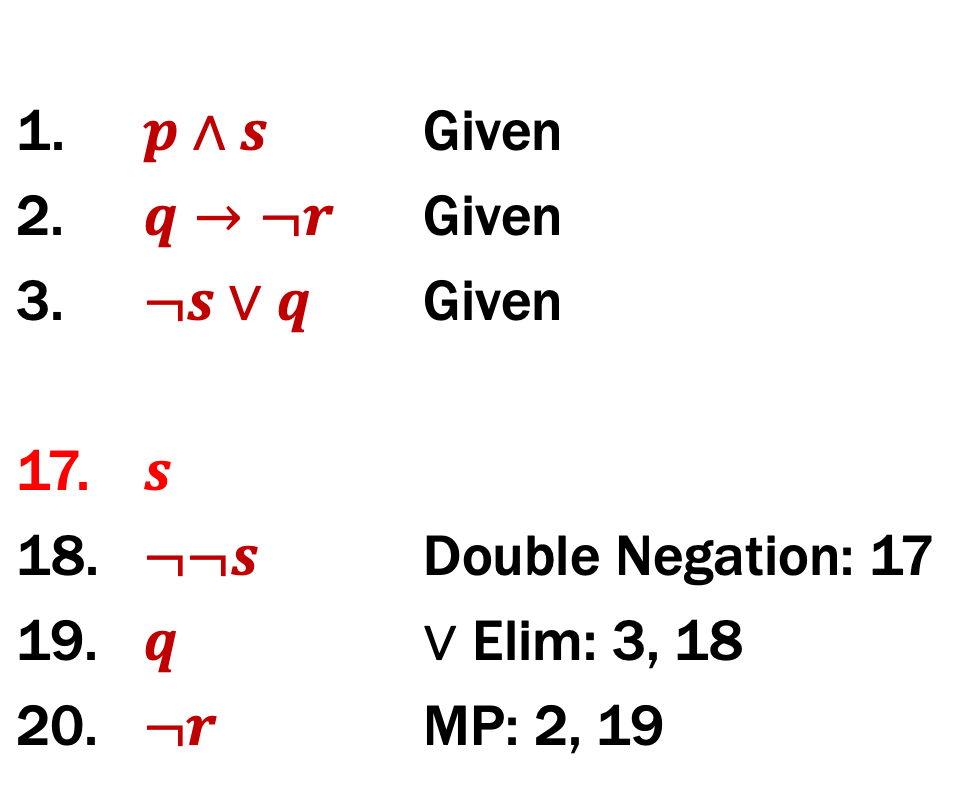 1. p ∧ s Given
2. q → ¬r Given
3. ¬s ∨ q Given
17. s
18. ¬¬s Double Negation: 17
19. q ∨ Elim: 3, 18
20. ¬r MP: 2, 19